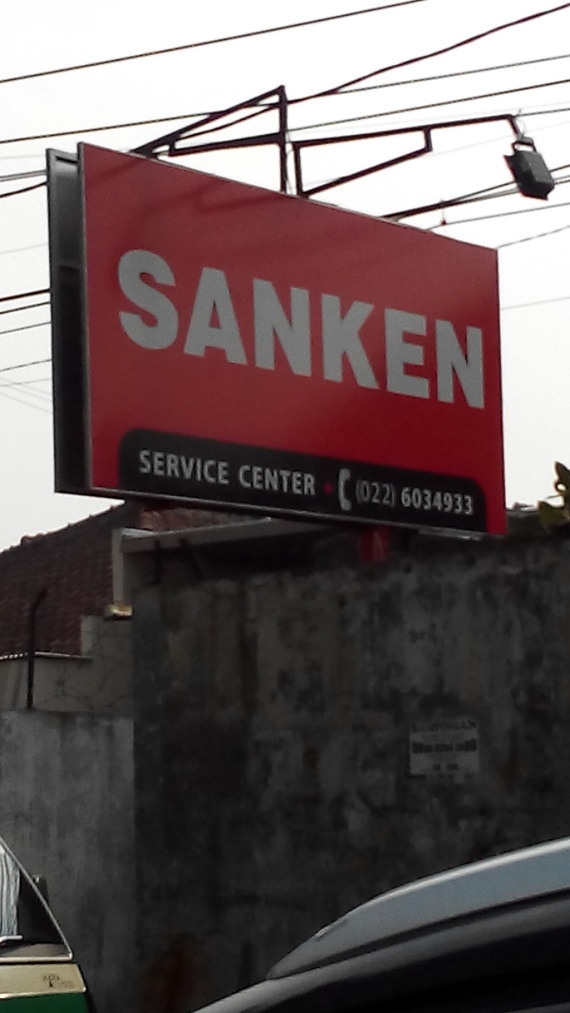 SANKEN
SERVICE CENTER • (022) 6034933